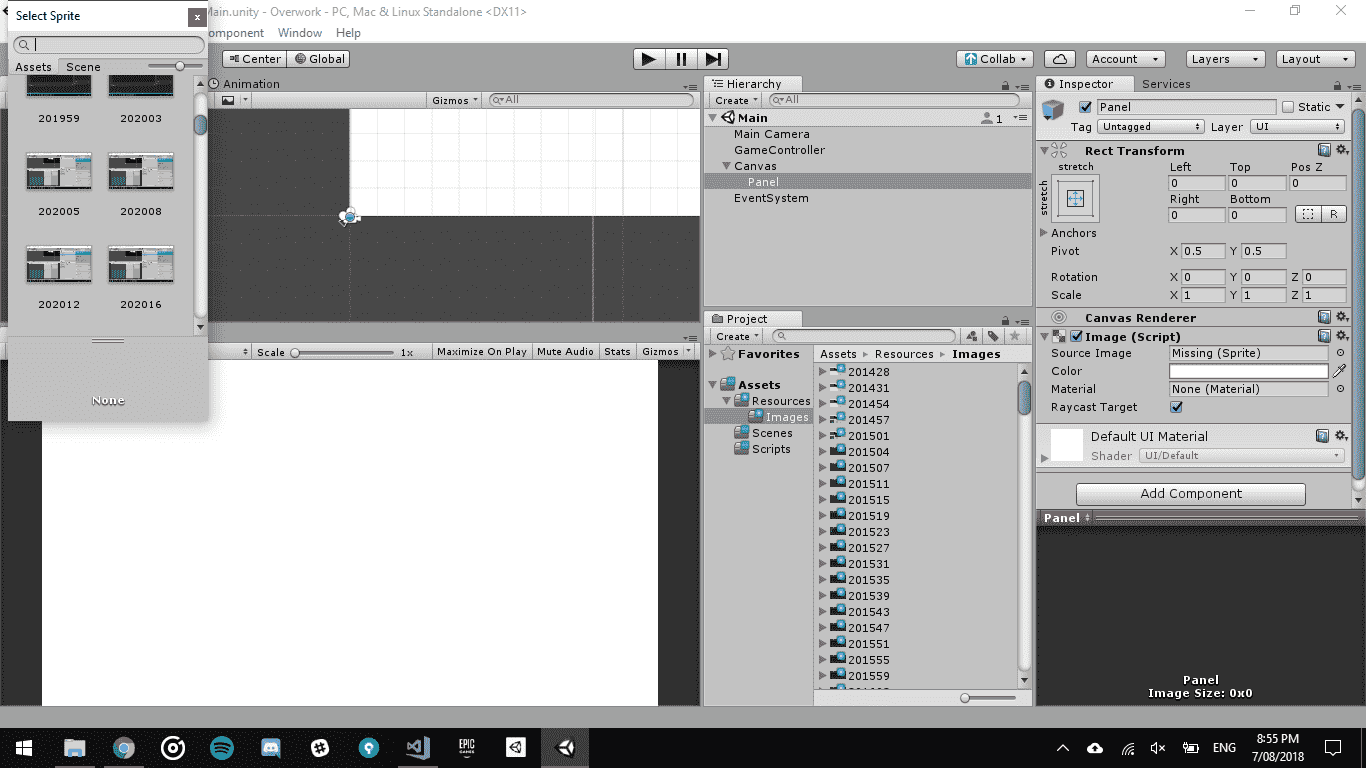 Select Sprite
x
Main.unity - Overwork - PC, Mac & Linux Standalone <DX11>
omponent Window Help
Assets Scene
201959 202003
202005 202008
202012 202016
None
Center Global
Collab Account Layers Layout
Animation
Gizmos All
Scale 1x Maximize On Play Mute Audio Stats Gizmos
Hierarchy
Create All
Main 1
Main Camera
GameController
Canvas
Panel
EventSystem
Project
Create
Favorites
Assets
Resources
Images
Scenes
Scripts
Assets Resources Images
201428
201431
201454
201457
201501
201504
201507
201511
201515
201519
201523
201527
201531
201535
201539
201543
201547
201551
201555
201559
Inspector Services
Panel Static
Tag Untagged Layer UI
Rect Transform
stretch Left Top Pos Z
stretch 0 0 0
Right Bottom
0 0 R
Anchors
Pivot X 0.5 Y 0.5
Rotation X 0 Y 0 Z 0
Scale X 1 Y 1 Z 1
Canvas Renderer
Image (Script)
Source Image Missing (Sprite)
Color
Material None (Material)
Raycast Target
Default UI Material
Shader UI/Default
Add Component
Panel
Panel
Image Size: 0x0
EPIC GAMES
ENG
8:55 PM
7/08/2018